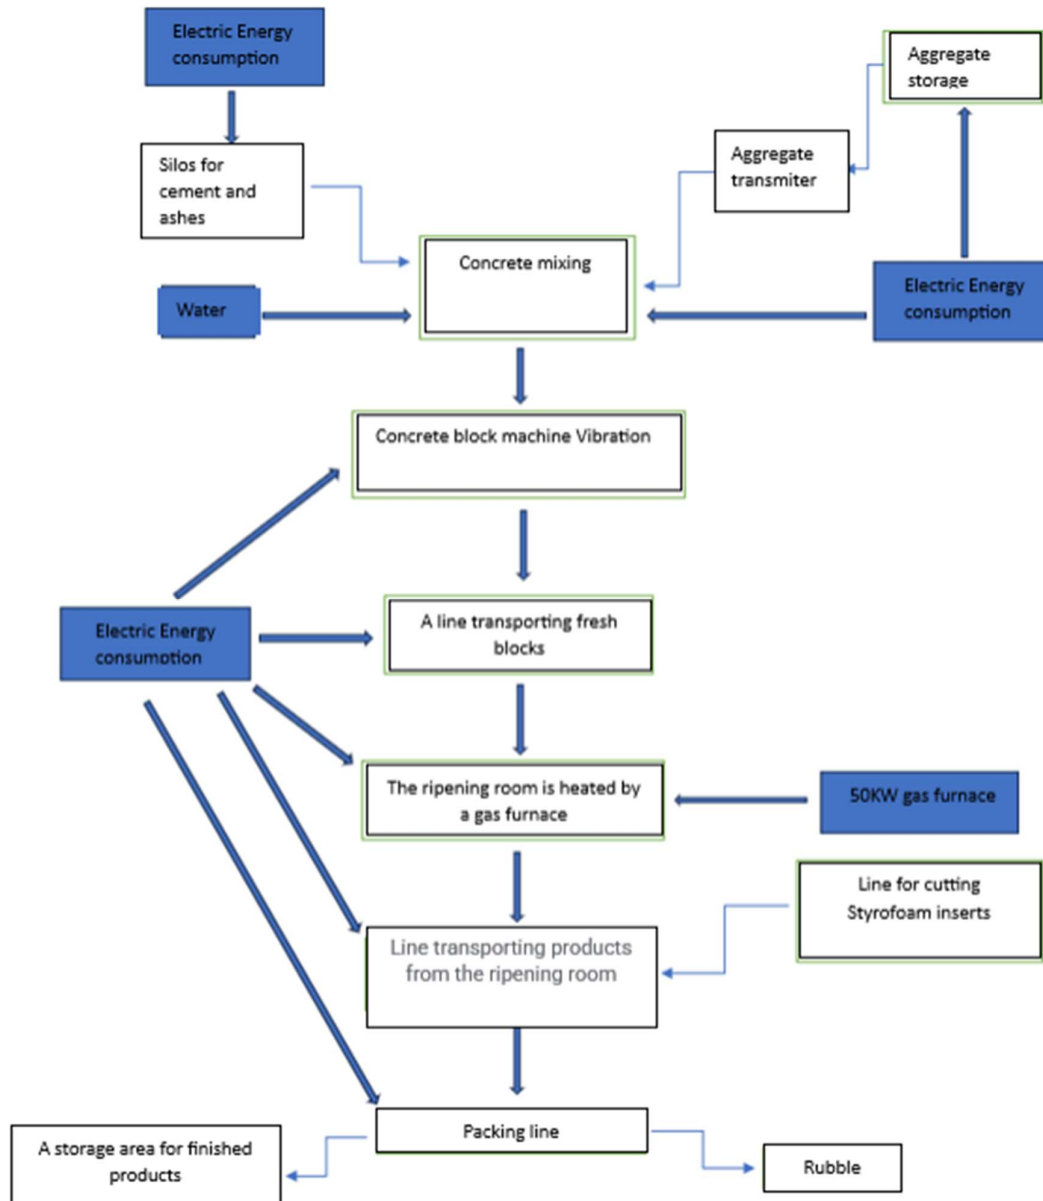 Electric Energy
consumption
Aggregate
storage
Silos for
cement and
ashes
Aggregate
transmiter
Concrete mixing
Water
Electric Energy
consumption
Concrete block machine Vibration
Electric Energy
consumption
A line transporting fresh
blocks
The ripening room is heated by
a gas furnace
50KW gas furnace
Line for cutting
Styrofoam inserts
Line transporting products
from the ripening room
Packing line
A storage area for finished
products
Rubble